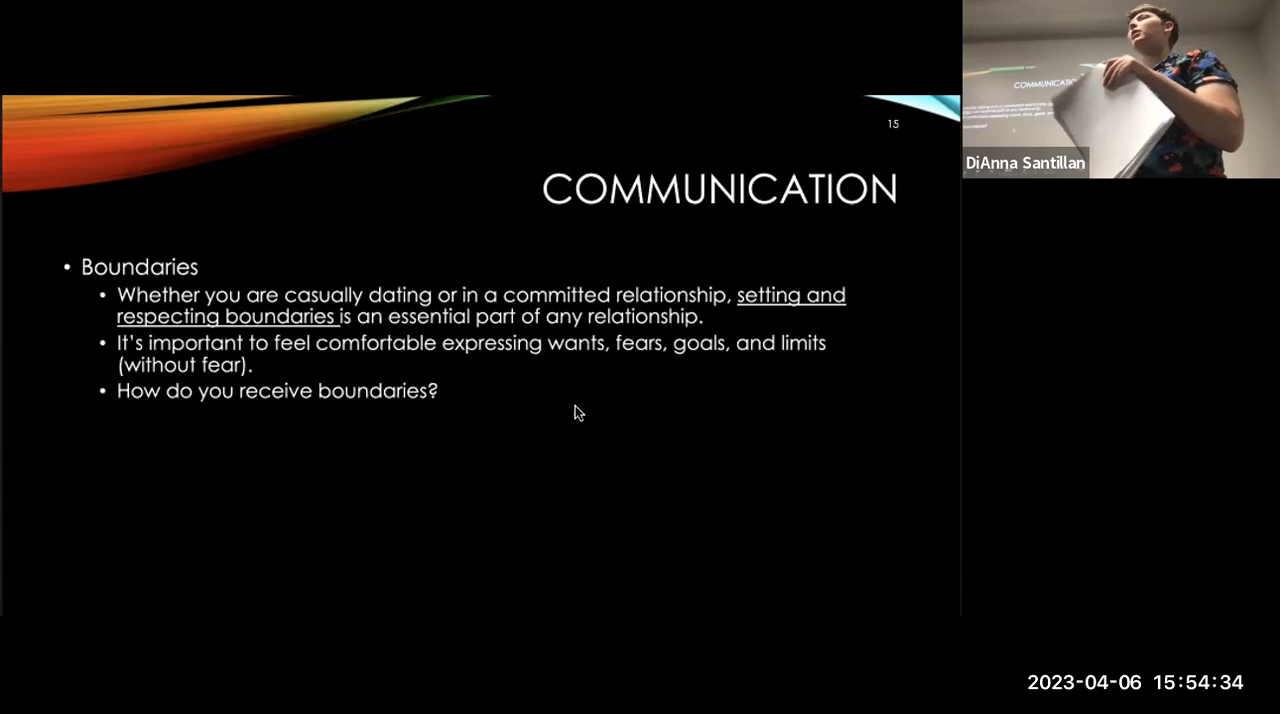 15
COMMUNICATION
• Boundaries
• Whether you are casually dating or in a committed relationship, setting and
respecting boundaries is an essential part of any relationship.
• It's important to feel comfortable expressing wants, fears, goals, and limits
(without fear).
• How do you receive boundaries?
COMMUNICATION
DiAnna Santillan
2023-04-06 15:54:34